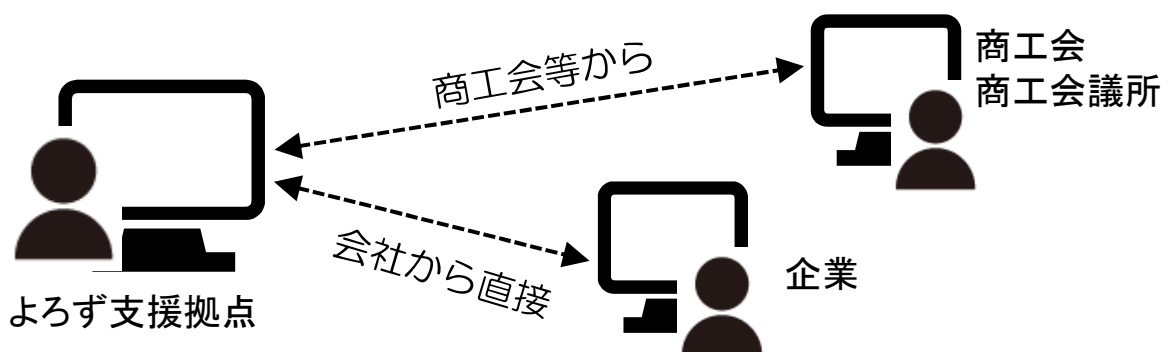 商工会等から
商工会
商工会議所
会社から直接
企業
よろず支援拠点